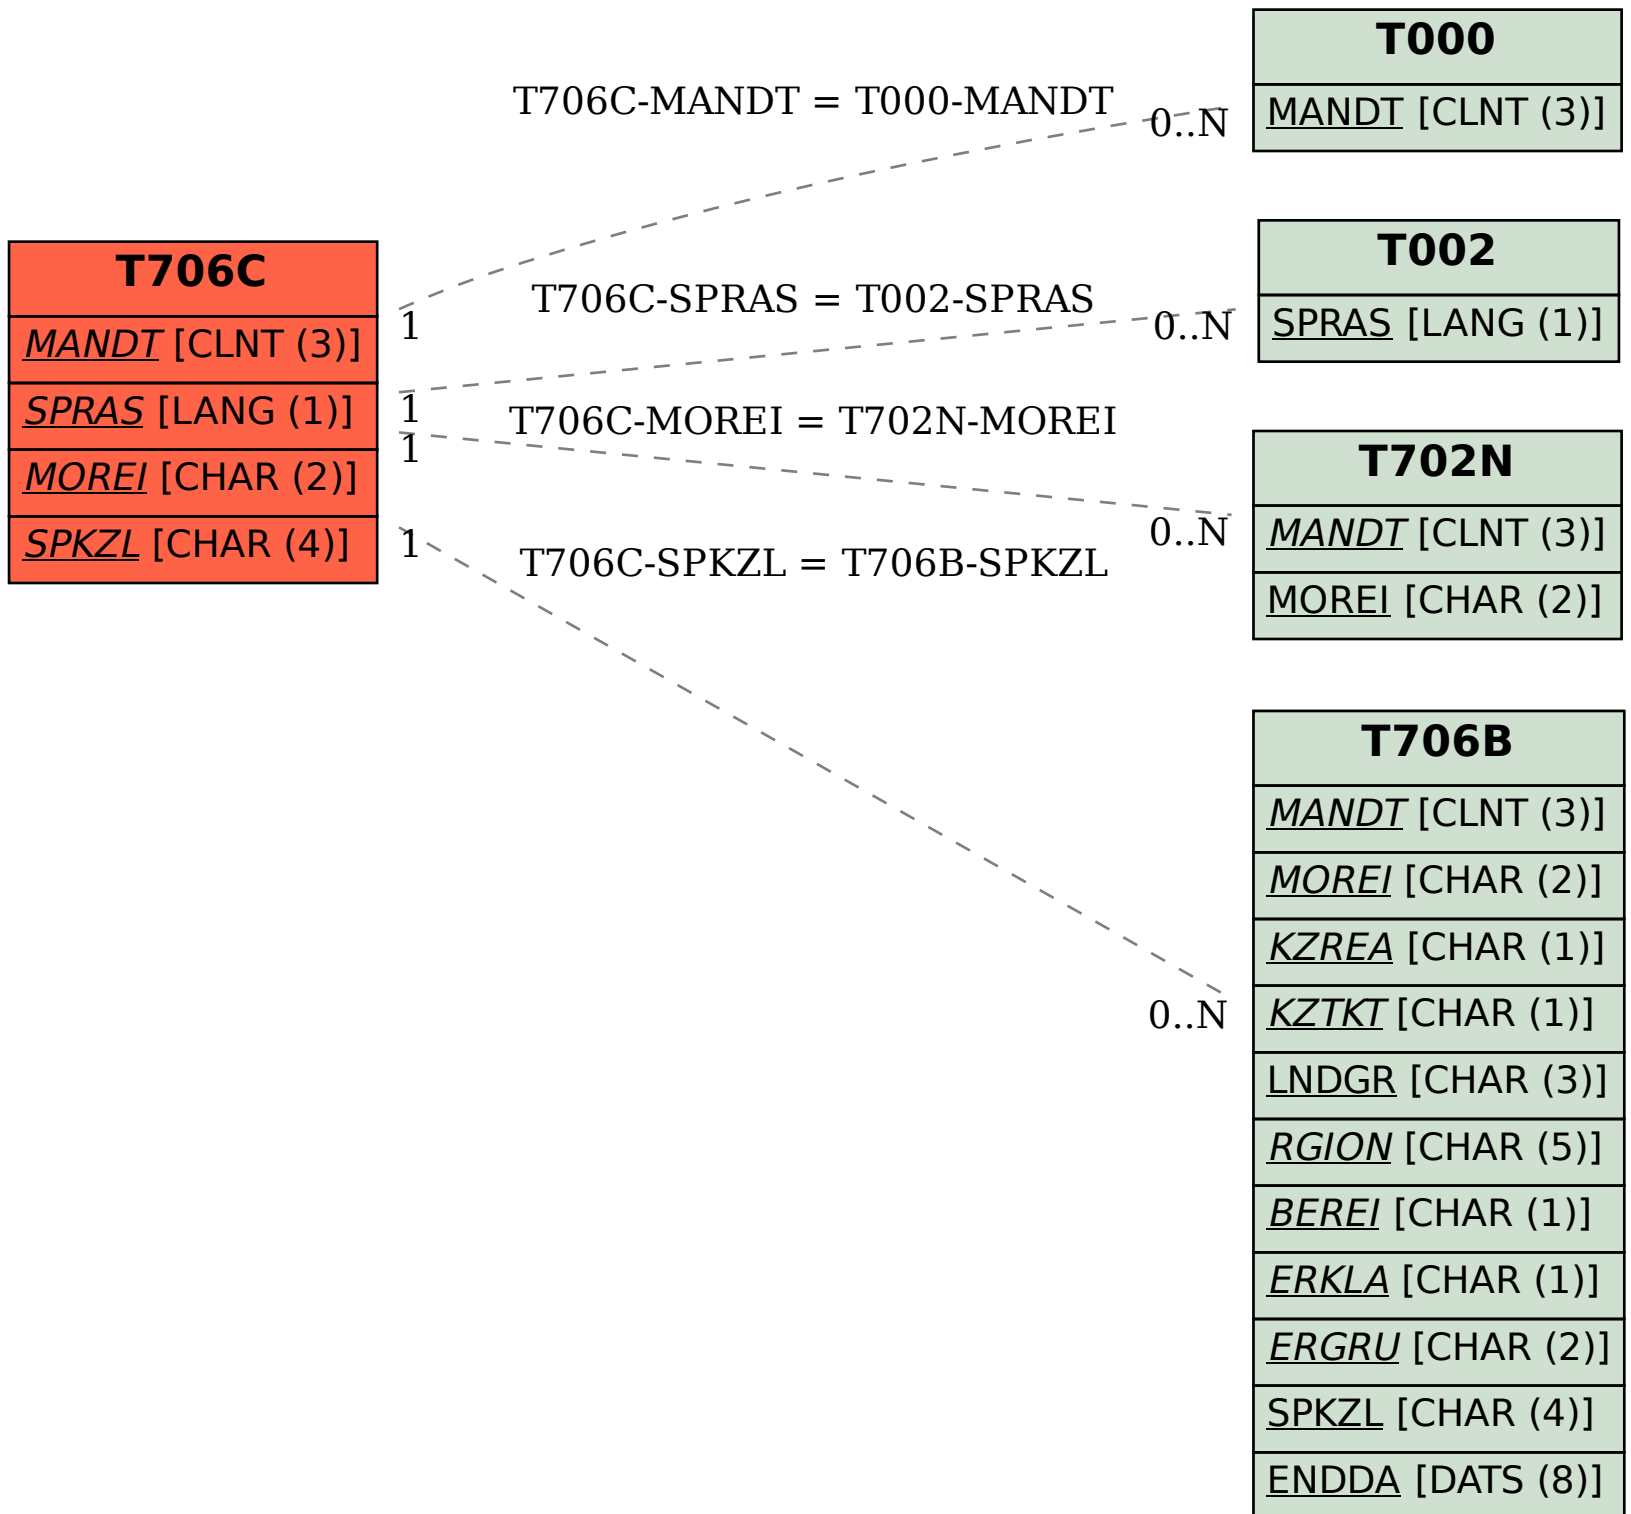 T706C
MANDT [CLNT (3)]
SPRAS [LANG (1)]
MOREI [CHAR (2)]
SPKZL [CHAR (4)]
T706C-MANDT = T000-MANDT
1
0..N
T706C-SPRAS = T002-SPRAS
1
0..N
T706C-MOREI = T702N-MOREI
1
0..N
T706C-SPKZL = T706B-SPKZL
1
0..N
T000
MANDT [CLNT (3)]
T002
SPRAS [LANG (1)]
T702N
MANDT [CLNT (3)]
MOREI [CHAR (2)]
T706B
MANDT [CLNT (3)]
MOREI [CHAR (2)]
KZREA [CHAR (1)]
KZTKT [CHAR (1)]
LNDGR [CHAR (3)]
RGION [CHAR (5)]
BEREI [CHAR (1)]
ERKLA [CHAR (1)]
ERGRU [CHAR (2)]
SPKZL [CHAR (4)]
ENDDA [DATS (8)]